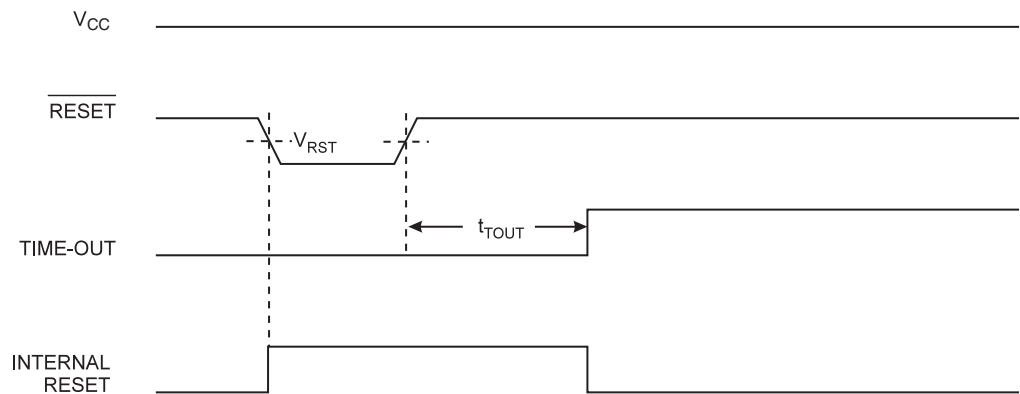 VCC
RESET
VRST
tTOUT
TIME-OUT
INTERNAL
RESET